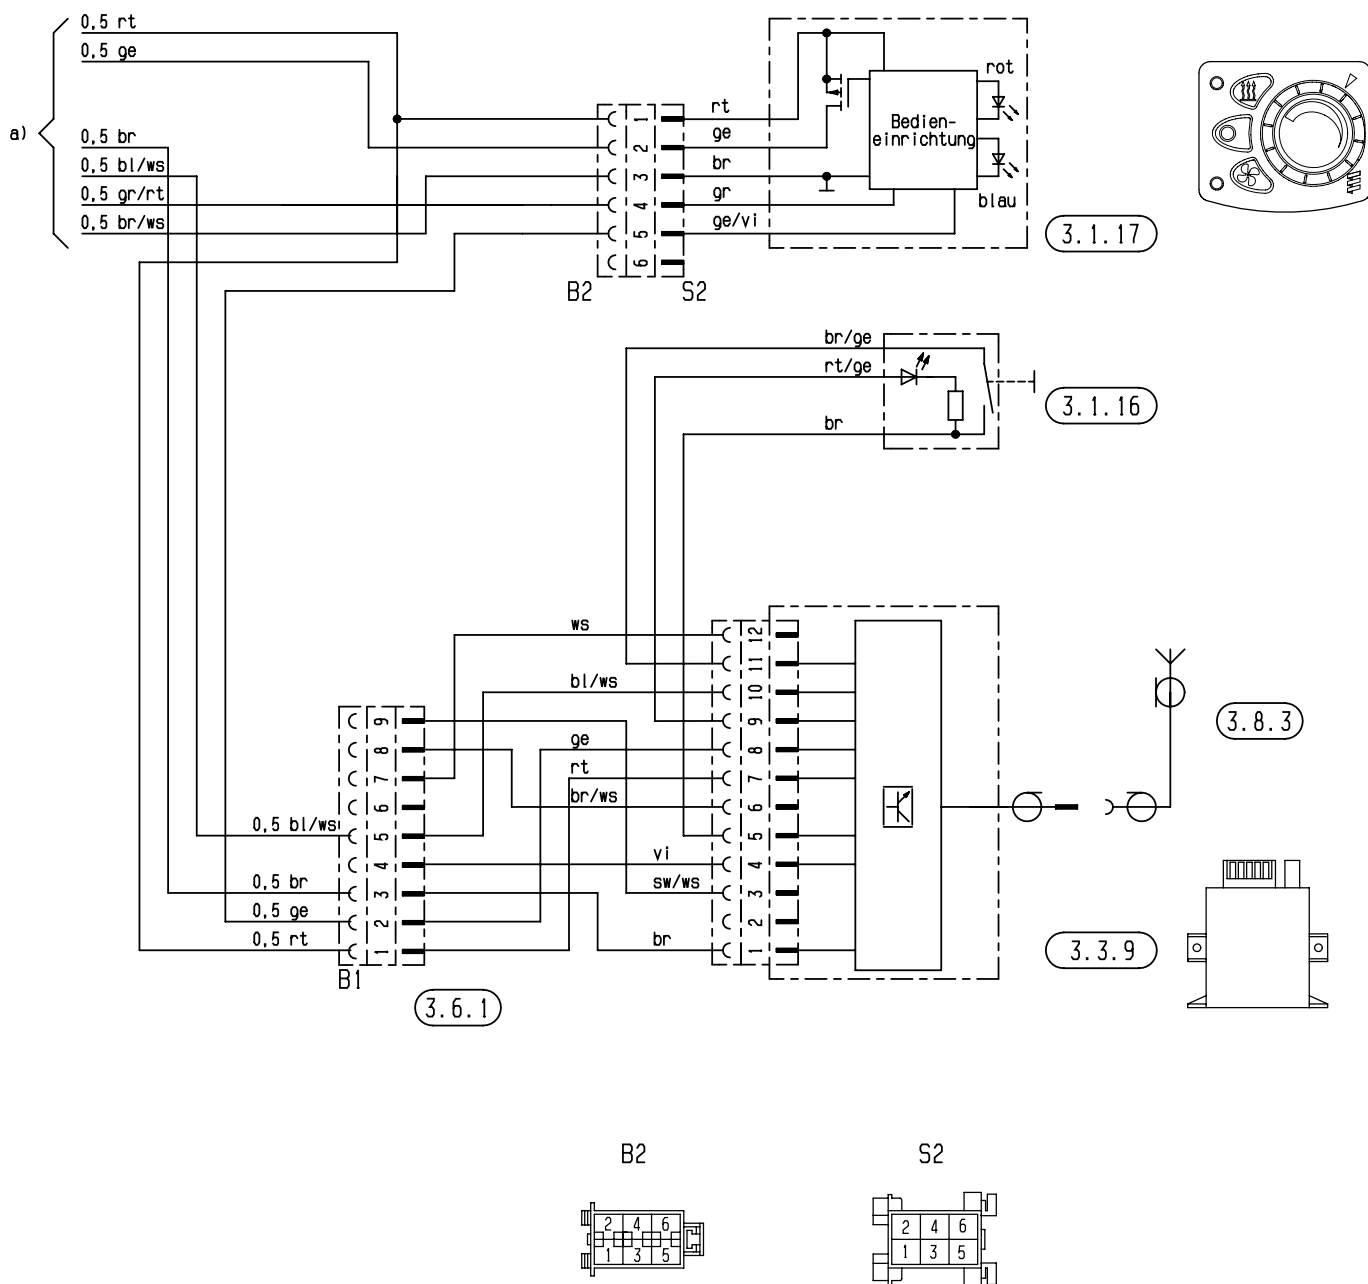 0,5 rt
0,5 ge
a)
0,5 br
0,5 bl/ws
0,5 gr/rt
0,5 br/ws
1
2
3
4
5
6
B2
S2
rt
ge
br
gr
ge/vi
Bedien-
einrichtung
rot
blau
3.1.17
br/ge
rt/ge
br
3.1.16
ws
bl/ws
ge
rt
br/ws
vi
sw/ws
br
12
11
10
9
8
7
6
5
4
3
2
1
9
8
7
6
5
4
3
2
1
0,5 bl/ws
0,5 br
0,5 ge
0,5 rt
B1
3.6.1
3.8.3
3.3.9
B2
2 4 6
1 3 5
S2
2 4 6
1 3 5